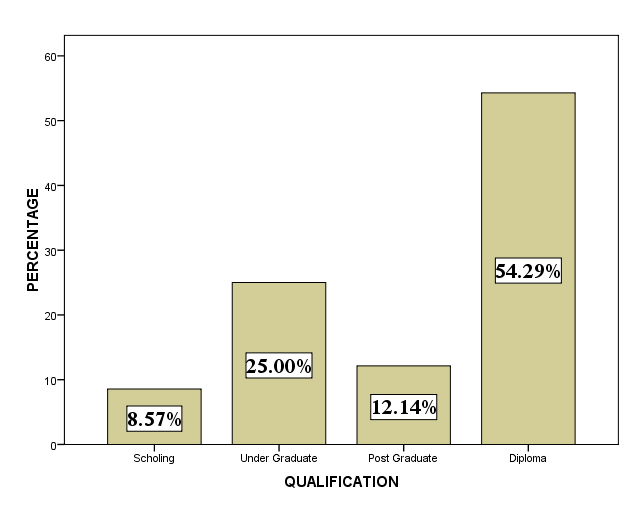 PERCENTAGE
60
50
40
30
20
10
0
8.57%
25.00%
12.14%
54.29%
Scholing
Under Graduate
Post Graduate
Diploma
QUALIFICATION